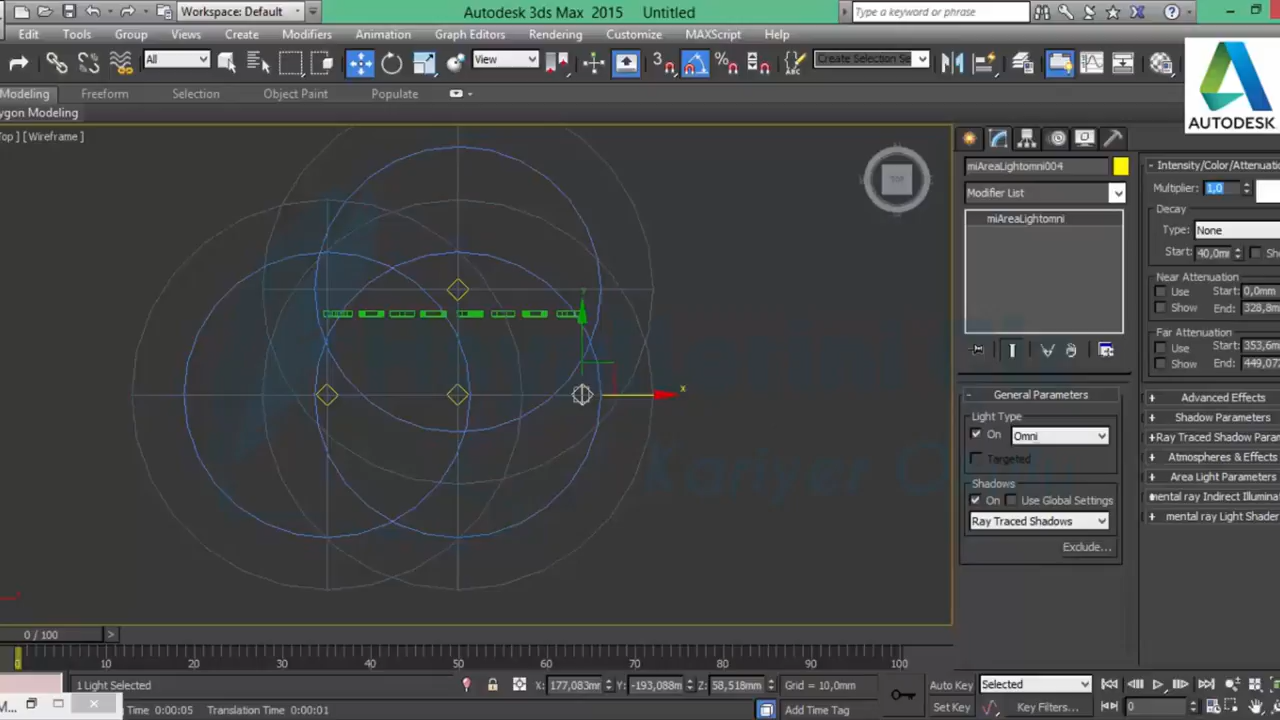 Workspace: Default
Autodesk 3ds Max 2015 Untitled
Type a keyword or phrase
Edit Tools Group Views Create Modifiers Animation Graph Editors Rendering Customize MAXScript Help
All
View
Create Selection Se
AUTODESK
Modeling Freeform Selection Object Paint Populate
ygon Modeling
[Wireframe]
TOP
miAreaLightomni004
Modifier List
miAreaLightomni
General Parameters
Light Type
On
Omni
Targeted
Shadows
On Use Global Settings
Ray Traced Shadows
Exclude...
Intensity/Color/Attenua
Multiplier: 1,0
Decay
Type: None
Start: 40,0m
Near Attenuation
Use Start: 0,0mm
Show End: 328,8m
Far Attenuation
Use Start: 353,6m
Show End: 449,07
Advanced Effects
Shadow Parameters
Ray Traced Shadow Para
Atmospheres & Effects
Area Light Parameters
mental ray Indirect Illumina
mental ray Light Shader
y
x
Kariyer
0 / 100
0 10 20 30 40 50 60 70 80 90 100
1 Light Selected
X: 177,083mm Y: -193,088m Z: 58,518mm Grid = 10,0mm
Auto Key Selected
M...
Time 0:00:05 Translation Time 0:00:01
Add Time Tag
Set Key Key Filters... 0